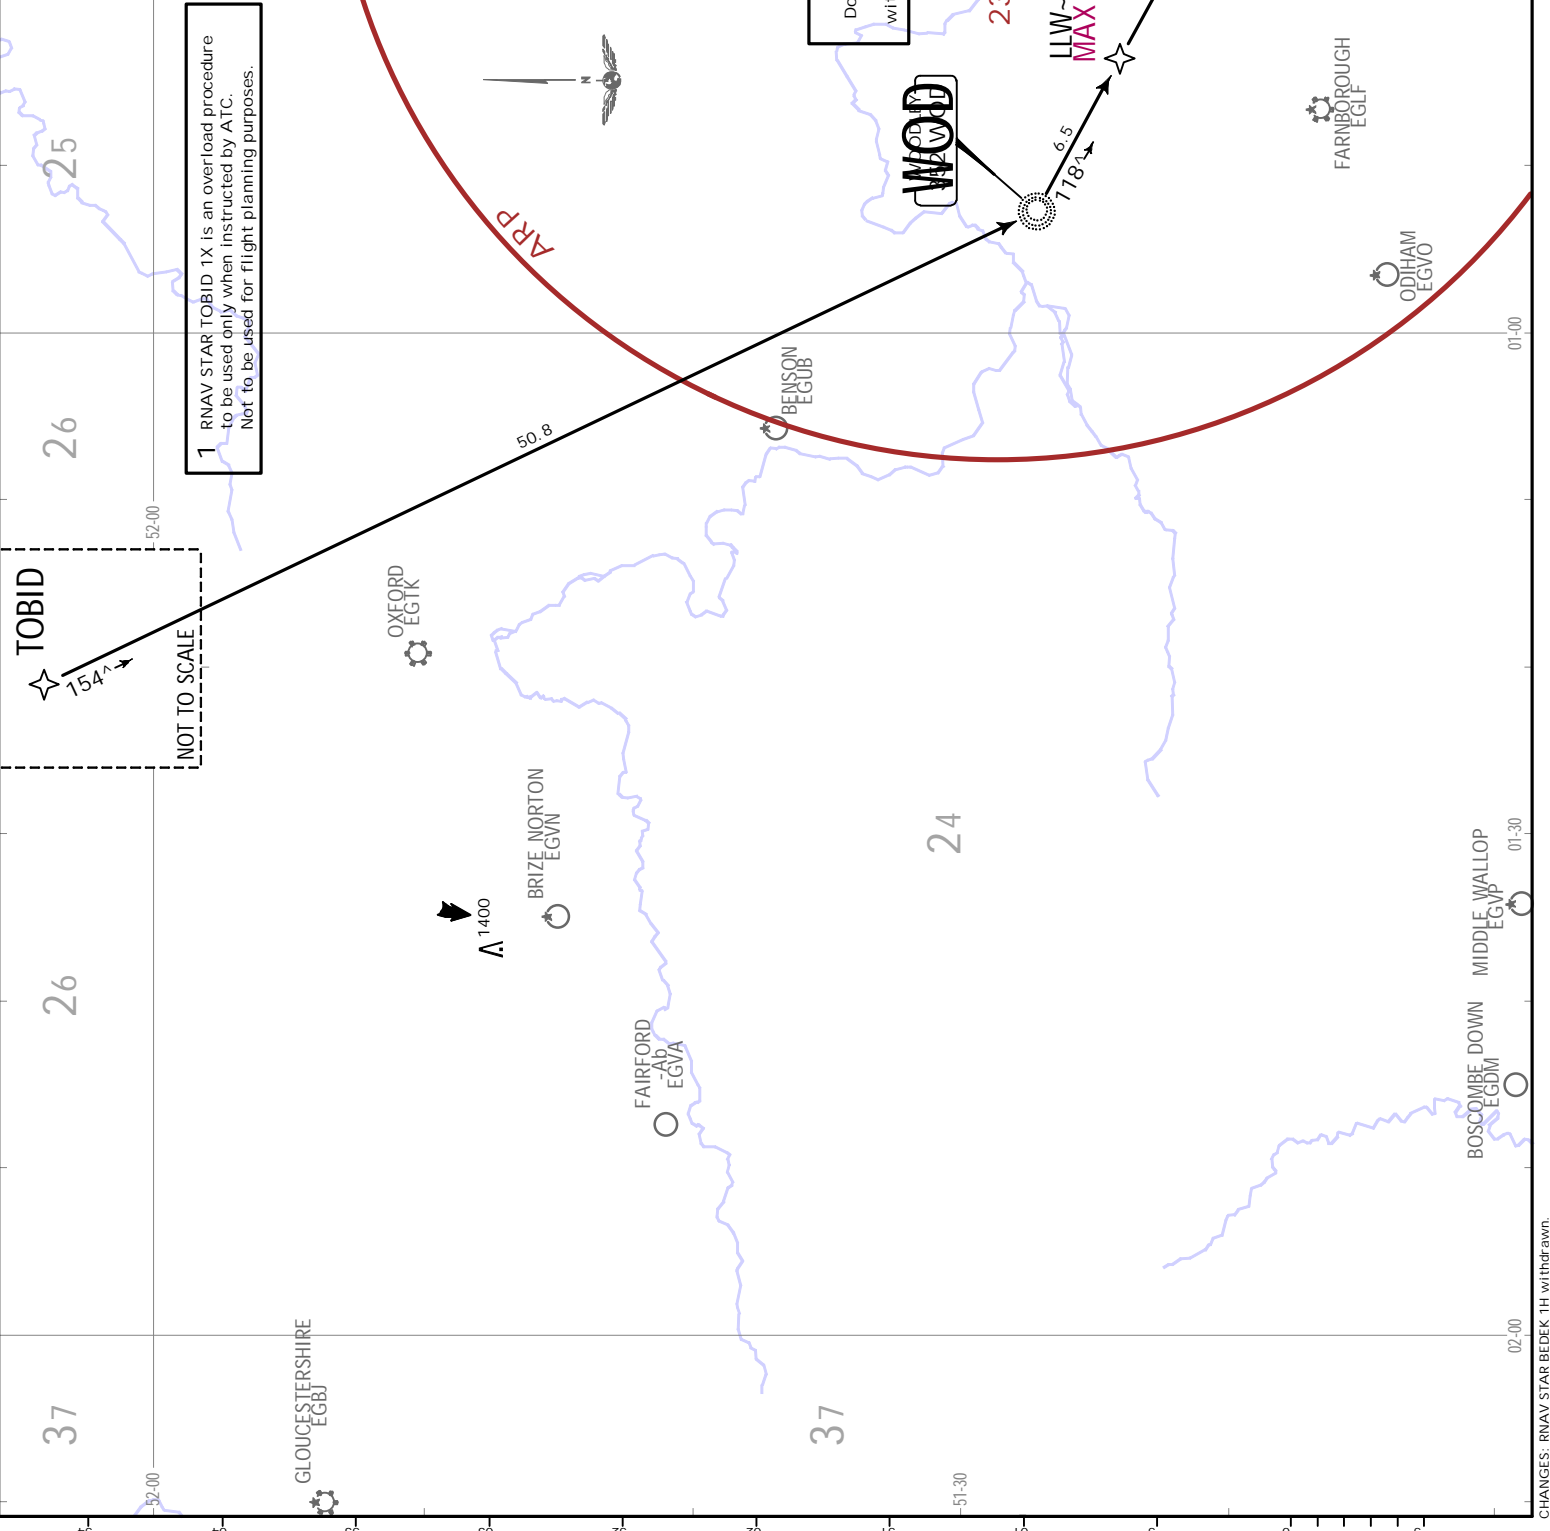 25
26
26
37
TOBID
154^
NOT TO SCALE
52-00
52-00
1 RNAV STAR TOBID 1X is an overload procedure
to be used only when instructed by ATC.
Not to be used for flight planning purposes.
ARP
N
50.8
OXFORD
EGTK
BENSON
EGUB
BRIZE NORTON
EGVN
1400
FAIRFORD
-Ab
EGVA
GLOUCESTERSHIRE
EGBJ
37
24
23
WOD
LLW~
MAX
6.5
118^
FARNBOROUGH
EGLF
ODIHAM
EGVO
MIDDLE WALLOP
EGVP
BOSCOMBE DOWN
EGDM
51-30
01-00
01-30
02-00
CHANGES: RNAV STAR BEDEK 1H withdrawn.